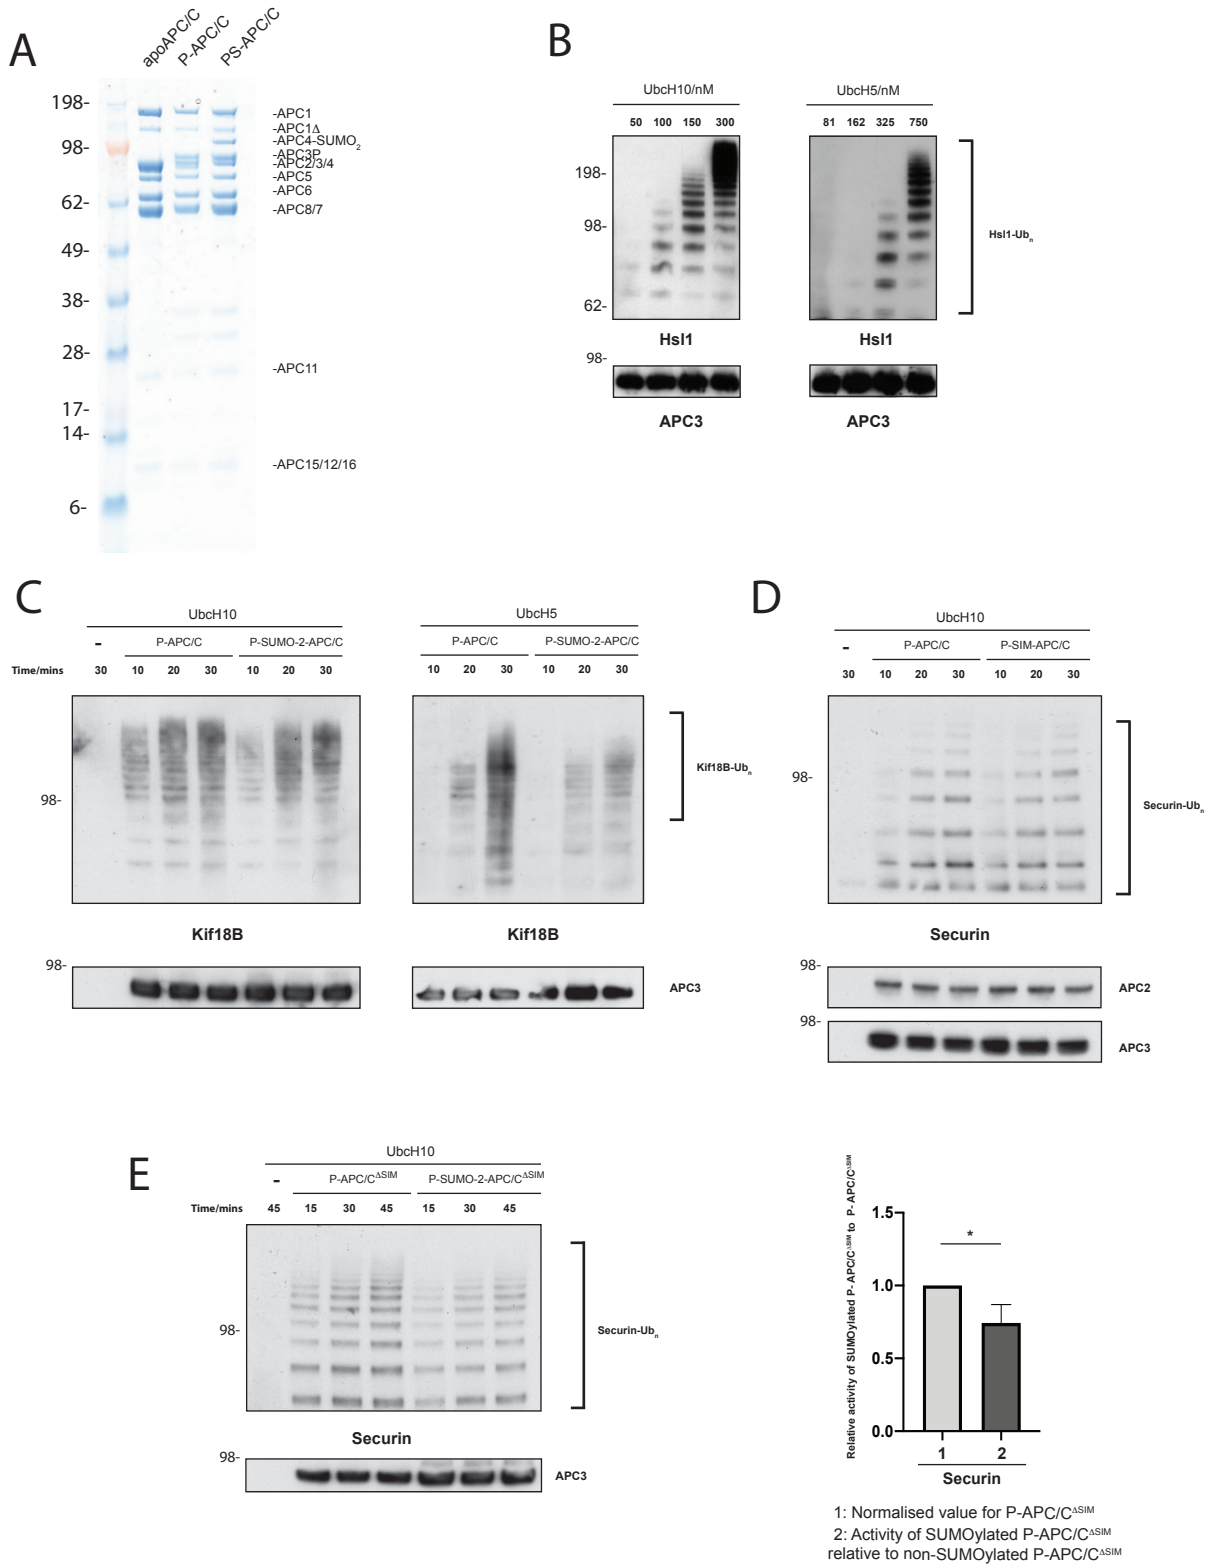 A
apoAPC/C
P-APC/C
PS-APC/C
198-
98-
62-
49-
38-
28-
17-
14-
6-
-APC1
-APC1Δ
-APC4-SUMO₂
-APC3P
-APC2/3/4
-APC5
-APC6
-APC8/7
-APC11
-APC15/12/16
B
UbcH10/nM
50 100 150 300
UbcH5/nM
81 162 325 750
198-
98-
62-
Hsl1-Ubₙ
Hsl1
Hsl1
98-
APC3
APC3
C
UbcH10
- P-APC/C P-SUMO-2-APC/C
Time/mins 30 10 20 30 10 20 30
98-
Kif18B
98-
UbcH5
P-APC/C P-SUMO-2-APC/C
10 20 30 10 20 30
Kif18B-Ubₙ
Kif18B
APC3
D
UbcH10
- P-APC/C P-SIM-APC/C
30 10 20 30 10 20 30
98-
Securin-Ubₙ
Securin
98-
APC2
98-
APC3
E
UbcH10
- P-APC/C^ΔSIM P-SUMO-2-APC/C^ΔSIM
Time/mins 45 15 30 45 15 30 45
98-
Securin-Ubₙ
Securin
98-
APC3
Relative activity of SUMOylated P-APC/C^ΔSIM to P-APC/C^ΔSIM
1.5
1.0
0.5
0.0
*
1 2
Securin
1: Normalised value for P-APC/C^ΔSIM
2: Activity of SUMOylated P-APC/C^ΔSIM
relative to non-SUMOylated P-APC/C^ΔSIM